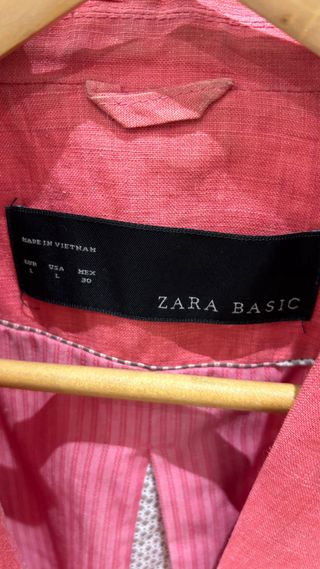 MADE IN VIETNAM
EUR USA MEX
L L 30
ZARA BASIC